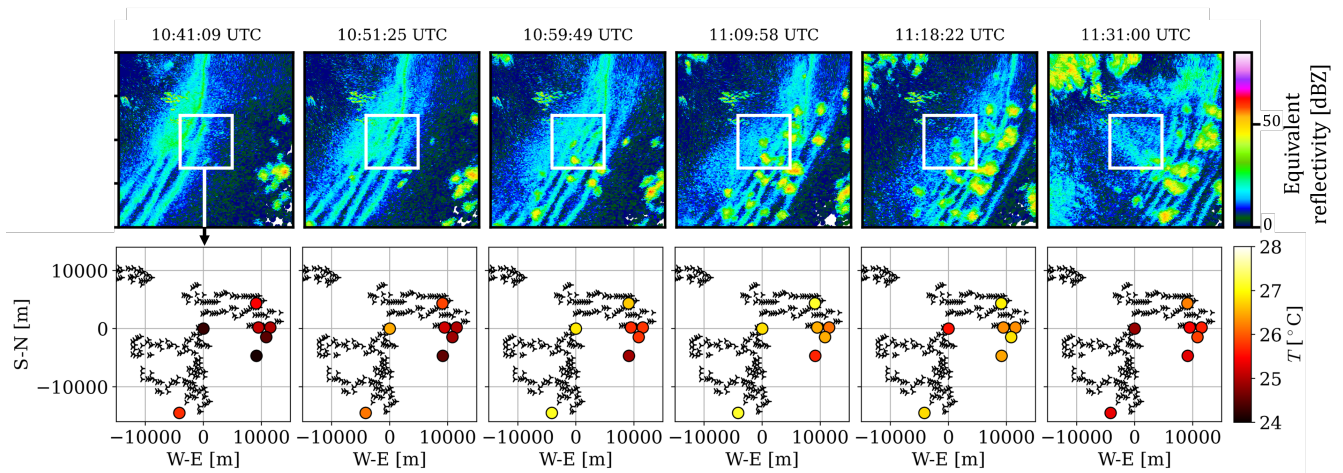 10:41:09 UTC 10:51:25 UTC 10:59:49 UTC 11:09:58 UTC 11:18:22 UTC 11:31:00 UTC
50
0
Equivalent
reflectivity [dBZ]
10000
0
−10000
S-N [m]
28
27
26
25
24
T [°C]
−10000 0 10000 −10000 0 10000 −10000 0 10000 −10000 0 10000 −10000 0 10000 −10000 0 10000
W-E [m] W-E [m] W-E [m] W-E [m] W-E [m] W-E [m]